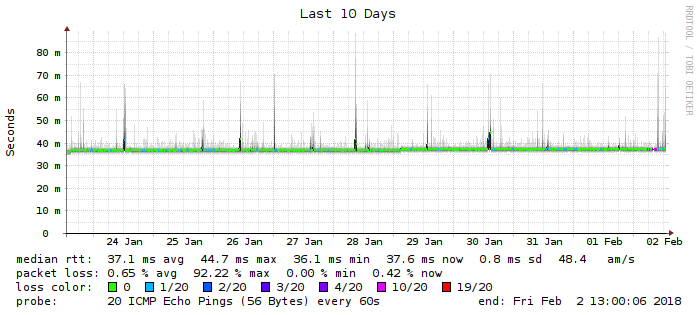 Last 10 Days
RRDTOOL / TOBI OETIKER
Seconds
80 m
70 m
60 m
50 m
40 m
30 m
20 m
10 m
0
24 Jan 25 Jan 26 Jan 27 Jan 28 Jan 29 Jan 30 Jan 31 Jan 01 Feb 02 Feb
median rtt: 37.1 ms avg 44.7 ms max 36.1 ms min 37.6 ms now 0.8 ms sd 48.4 am/s
packet loss: 0.65 % avg 92.22 % max 0.00 % min 0.42 % now
loss color: 0 1/20 2/20 3/20 4/20 10/20 19/20
probe: 20 ICMP Echo Pings (56 Bytes) every 60s end: Fri Feb 2 13:00:06 2018